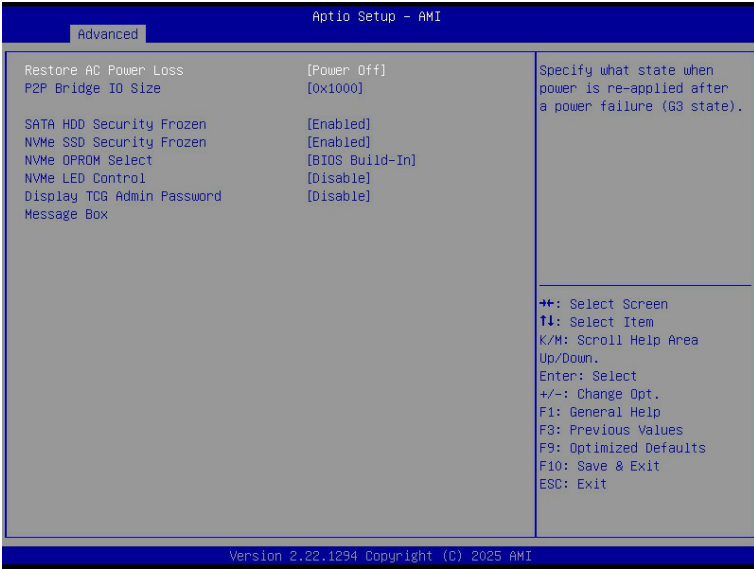 Aptio Setup - AMI
Advanced
Restore AC Power Loss [Power Off]
P2P Bridge IO Size [0x1000]
SATA HDD Security Frozen [Enabled]
NVMe SSD Security Frozen [Enabled]
NVMe OPROM Select [BIOS Build-In]
NVMe LED Control [Disable]
Display TCG Admin Password [Disable]
Message Box
Specify what state when
power is re-applied after
a power failure (G3 state).
→←: Select Screen
↑↓: Select Item
K/M: Scroll Help Area
Up/Down.
Enter: Select
+/-: Change Opt.
F1: General Help
F3: Previous Values
F9: Optimized Defaults
F10: Save & Exit
ESC: Exit
Version 2.22.1294 Copyright (C) 2025 AMI